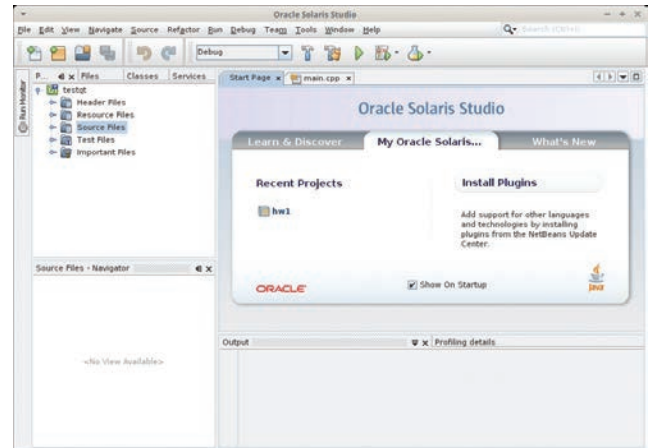 Oracle Solaris Studio
File Edit View Navigate Source Refactor Run Debug Team Tools Window Help
Search (Ctrl+I)
Debug
P... Files Classes Services
Start Page main.cpp
Run Monitor
testqt
Header Files
Resource Files
Source Files
Test Files
Important Files
Oracle Solaris Studio
Learn & Discover My Oracle Solaris... What's New
Recent Projects
hw1
Install Plugins
Add support for other languages
and technologies by installing
plugins from the NetBeans Update
Center.
ORACLE
Show On Startup
Java
Source Files - Navigator
<No View Available>
Output
Profiling details